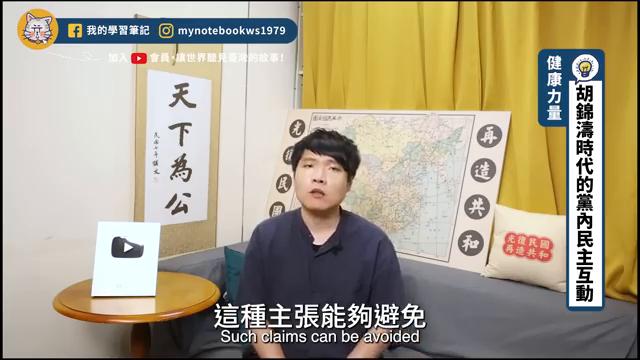 我的學習筆記 mynotebookws1979
加入 會員，讓世界聽見臺灣的故事！
健康力量
胡錦濤時代的黨內民主互動
天下為公
光復民國
再造共和
光復民國
再造共和
這種主張能夠避免
Such claims can be avoided